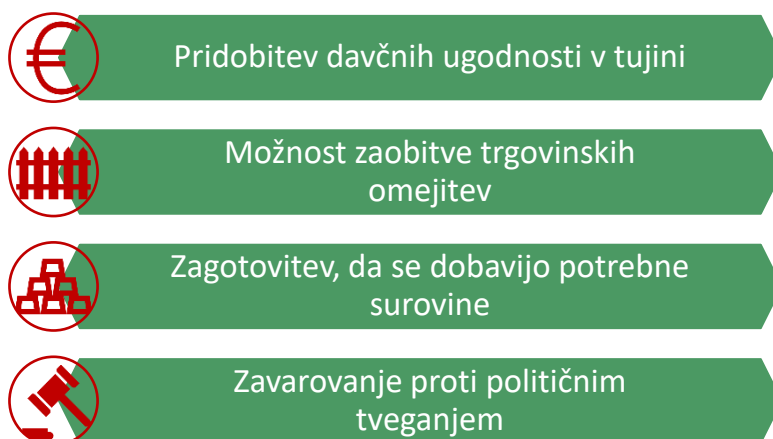 Pridobitev davčnih ugodnosti v tujini
Možnost zaobitve trgovinskih
omejitev
Zagotovitev, da se dobavijo potrebne
surovine
Zavarovanje proti političnim
tveganjem